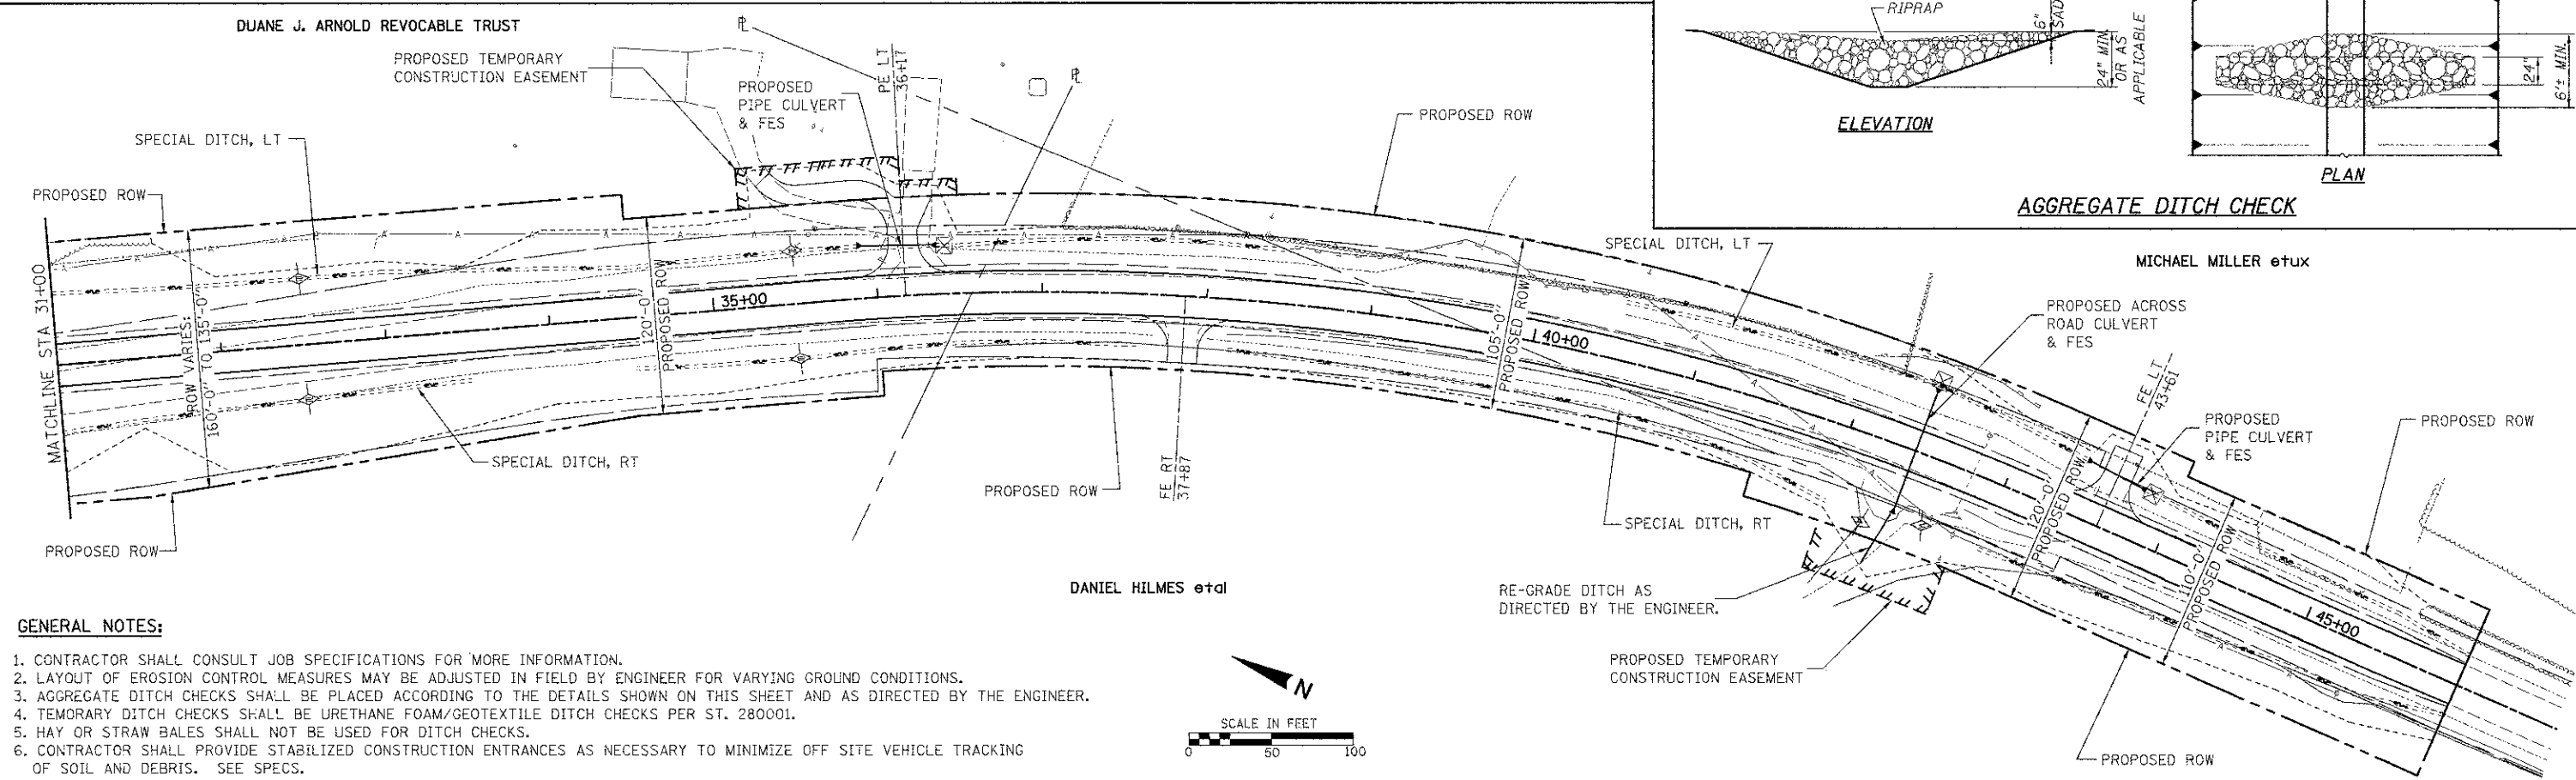 DUANE J. ARNOLD REVOCABLE TRUST
PROPOSED TEMPORARY
CONSTRUCTION EASEMENT
PROPOSED
PIPE CULVERT
& FES
PE LT
36+17
SPECIAL DITCH, LT
PROPOSED ROW
PROPOSED ROW
MATCHLINE STA 31+00
ROW VARIES:
160'-0" TO 135'-0"
120'-0"
PROPOSED ROW
35+00
SPECIAL DITCH, RT
PROPOSED ROW
PROPOSED ROW
FE RT
37+87
105'-0"
PROPOSED ROW
40+00
DANIEL HILMES etal
RIPRAP
6"
24" MIN.
OR AS
APPLICABLE
ELEVATION
24"
6'± MIN.
PLAN
AGGREGATE DITCH CHECK
SPECIAL DITCH, LT
MICHAEL MILLER etux
PROPOSED ACROSS
ROAD CULVERT
& FES
FE LT
43+61
PROPOSED
PIPE CULVERT
& FES
PROPOSED ROW
SPECIAL DITCH, RT
120'-0"
PROPOSED ROW
110'-0"
PROPOSED ROW
45+00
RE-GRADE DITCH AS
DIRECTED BY THE ENGINEER.
PROPOSED TEMPORARY
CONSTRUCTION EASEMENT
PROPOSED ROW
GENERAL NOTES:
1. CONTRACTOR SHALL CONSULT JOB SPECIFICATIONS FOR MORE INFORMATION.
2. LAYOUT OF EROSION CONTROL MEASURES MAY BE ADJUSTED IN FIELD BY ENGINEER FOR VARYING GROUND CONDITIONS.
3. AGGREGATE DITCH CHECKS SHALL BE PLACED ACCORDING TO THE DETAILS SHOWN ON THIS SHEET AND AS DIRECTED BY THE ENGINEER.
4. TEMORARY DITCH CHECKS SHALL BE URETHANE FOAM/GEOTEXTILE DITCH CHECKS PER ST. 280001.
5. HAY OR STRAW BALES SHALL NOT BE USED FOR DITCH CHECKS.
6. CONTRACTOR SHALL PROVIDE STABILIZED CONSTRUCTION ENTRANCES AS NECESSARY TO MINIMIZE OFF SITE VEHICLE TRACKING
OF SOIL AND DEBRIS. SEE SPECS.
N
SCALE IN FEET
0 50 100